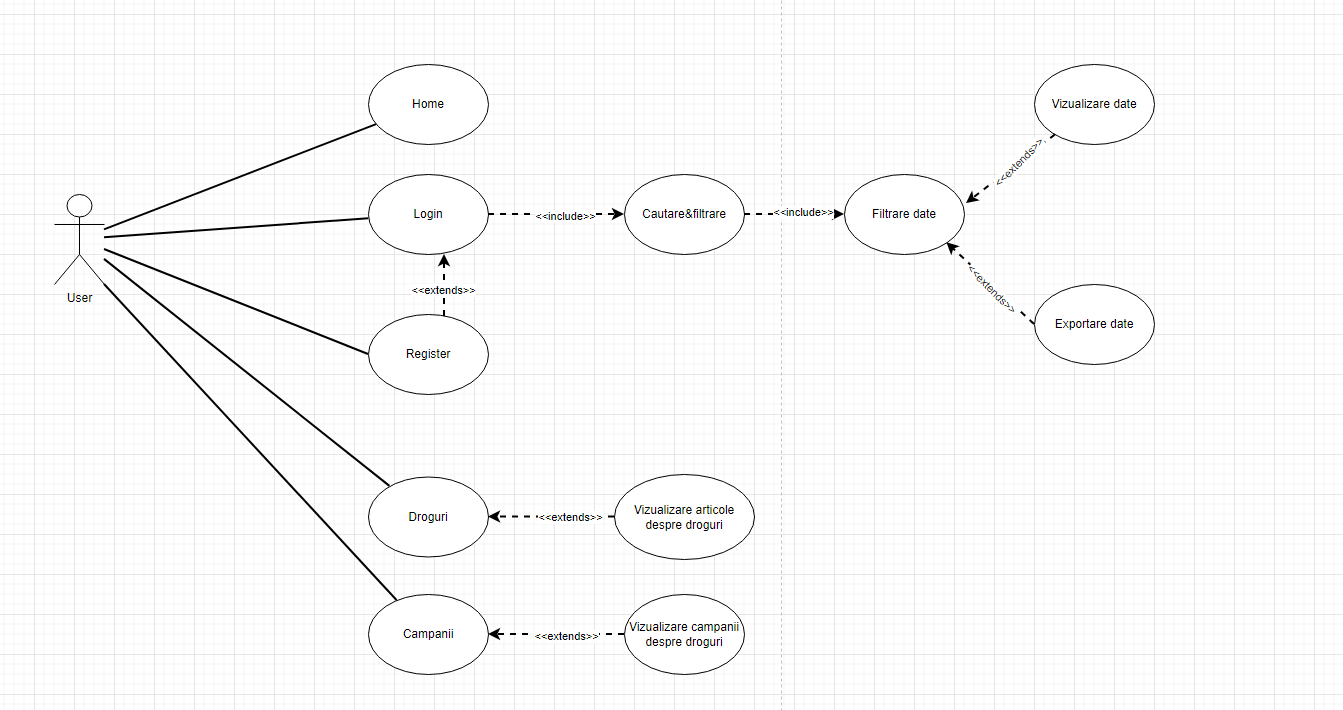 Home
Vizualizare date
<<extends>>
Login
<<include>>
Cautare&filtrare
<<include>>
Filtrare date
User
<<extends>>
<<extends>>
Exportare date
Register
Droguri
<<extends>>
Vizualizare articole
despre droguri
Campanii
<<extends>>'
Vizualizare campanii
despre droguri